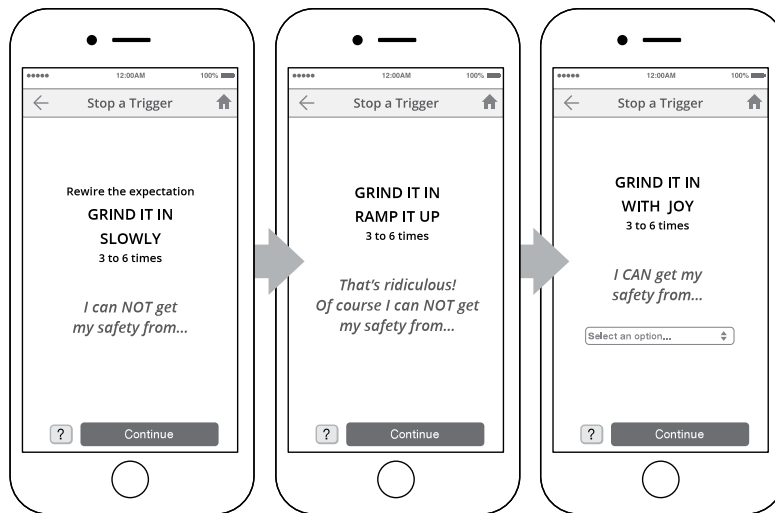 12:00AM 100%
Stop a Trigger
Rewire the expectation
GRIND IT IN
SLOWLY
3 to 6 times
I can NOT get
my safety from...
? Continue
12:00AM 100%
Stop a Trigger
GRIND IT IN
RAMP IT UP
3 to 6 times
That's ridiculous!
Of course I can NOT get
my safety from...
? Continue
12:00AM 100%
Stop a Trigger
GRIND IT IN
WITH JOY
3 to 6 times
I CAN get my
safety from...
Select an option...
? Continue